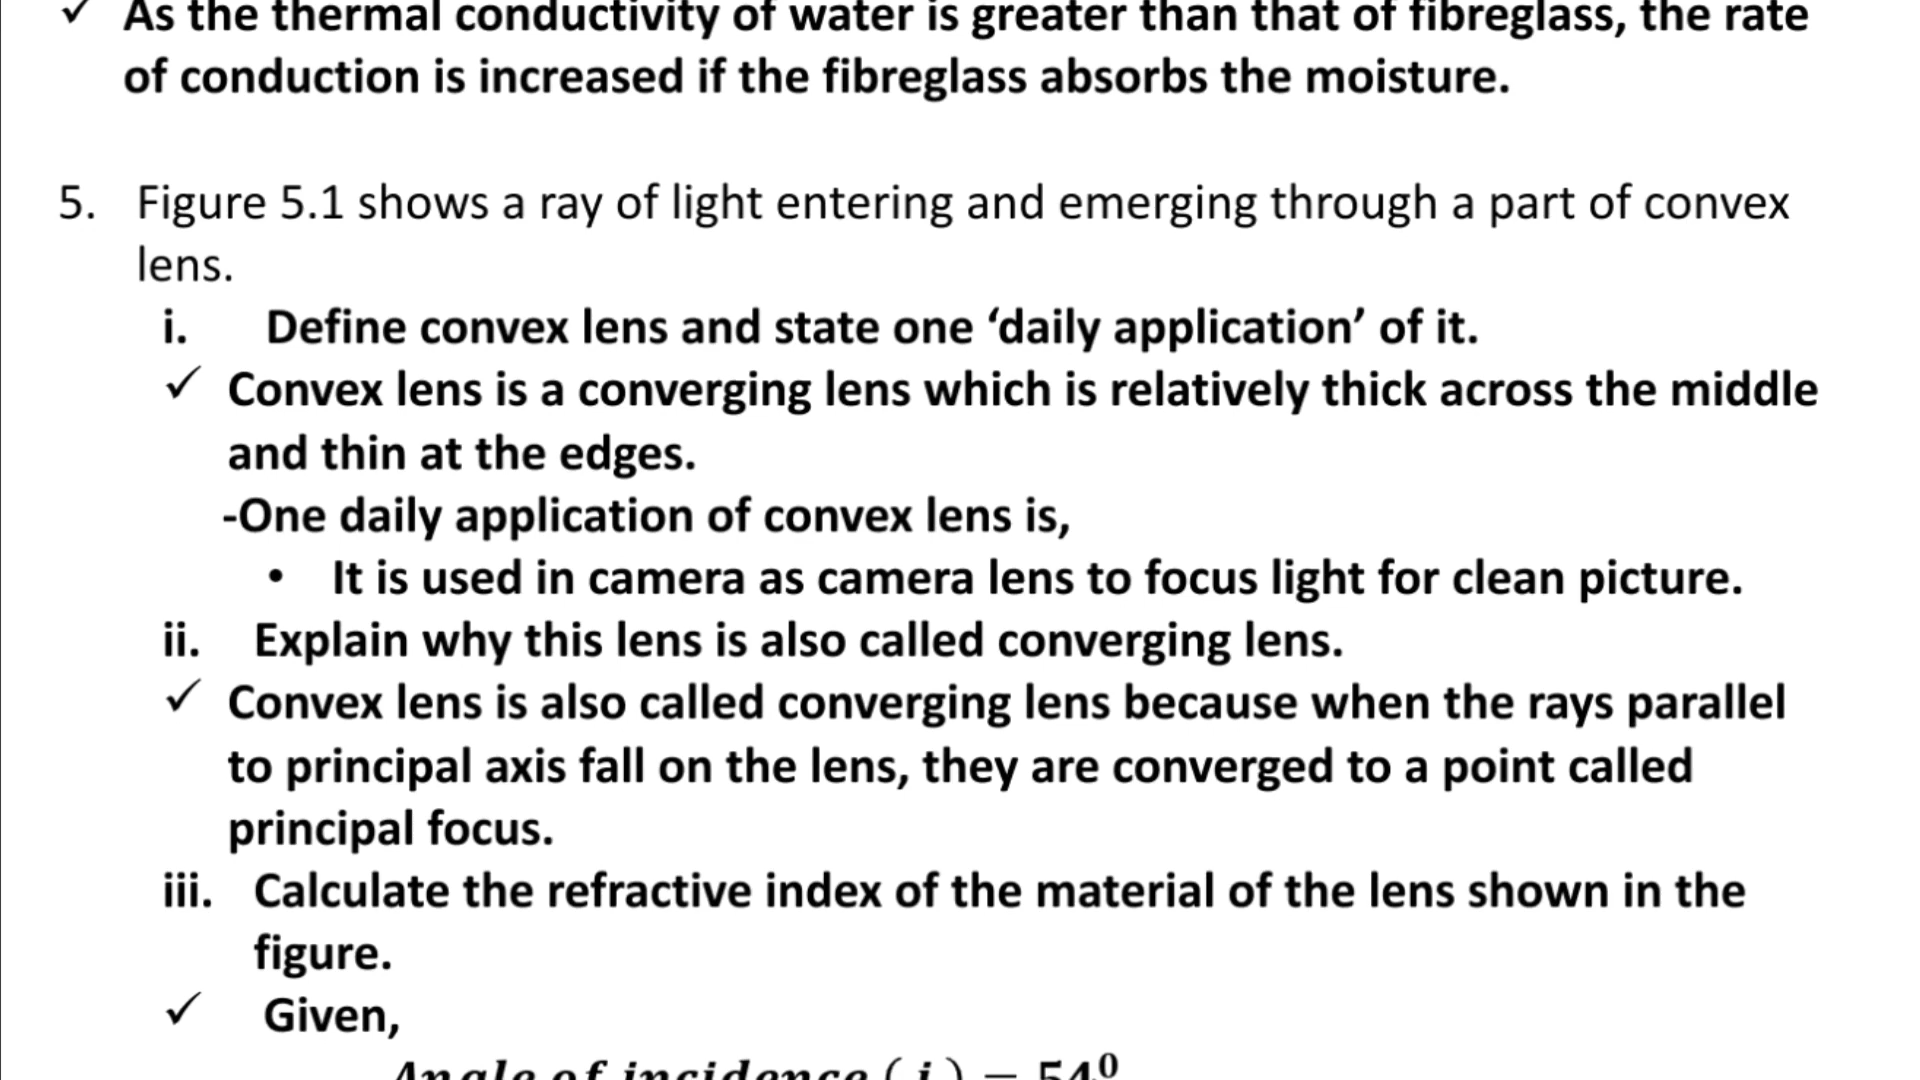 ✓ As the thermal conductivity of water is greater than that of fibreglass, the rate
of conduction is increased if the fibreglass absorbs the moisture.
5. Figure 5.1 shows a ray of light entering and emerging through a part of convex
lens.
i. Define convex lens and state one ‘daily application’ of it.
✓ Convex lens is a converging lens which is relatively thick across the middle
and thin at the edges.
-One daily application of convex lens is,
• It is used in camera as camera lens to focus light for clean picture.
ii. Explain why this lens is also called converging lens.
✓ Convex lens is also called converging lens because when the rays parallel
to principal axis fall on the lens, they are converged to a point called
principal focus.
iii. Calculate the refractive index of the material of the lens shown in the
figure.
✓ Given,
Angle of incidence ( i ) = 54⁰